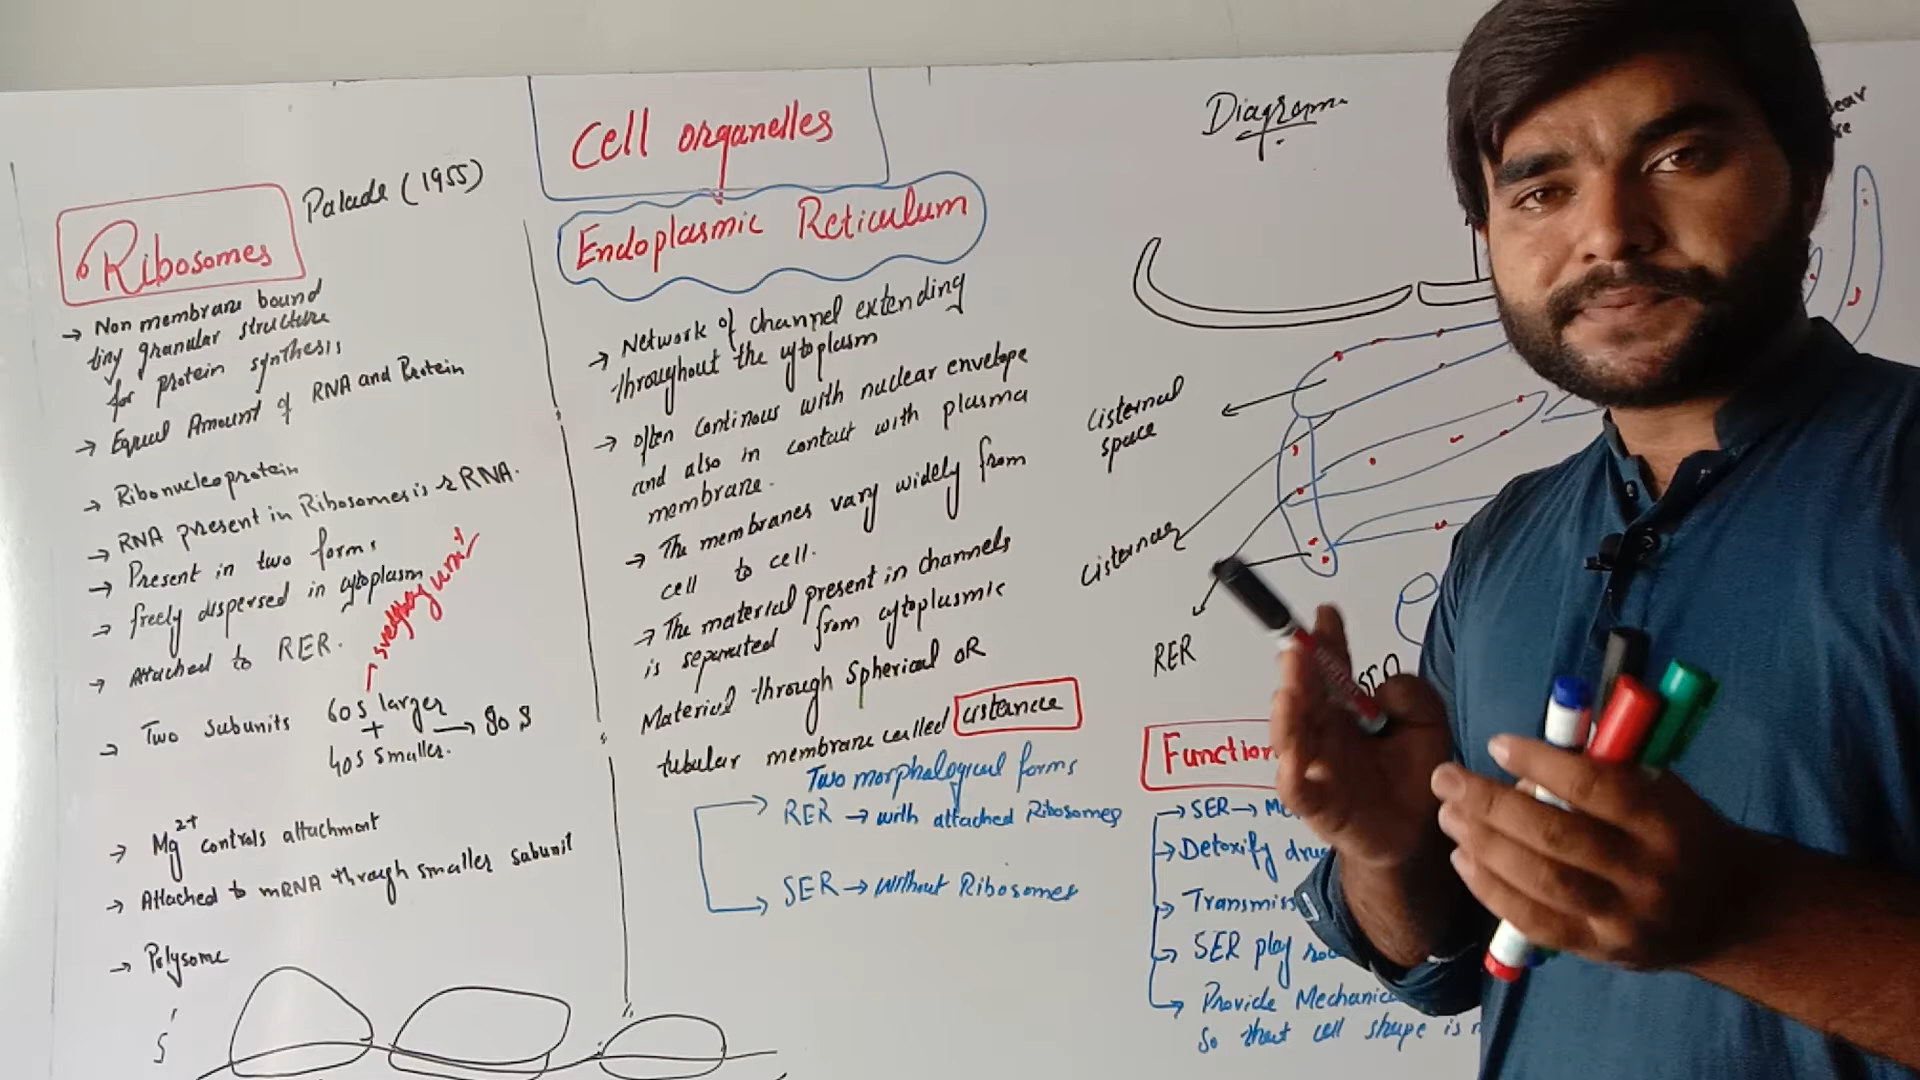 Cell organelles
Ribosomes
Palade (1955)
→ Non membrane bound
tiny granular structure
for protein synthesis
→ Equal Amount of RNA and Protein
→ Ribonucleoprotein
→ RNA present in Ribosomes is rRNA.
→ Present in two forms
→ freely dispersed in cytoplasm
→ Attached to RER.
→ Two subunits 60S larger
+ → 80 S
40S smaller.
→ Mg2+ controls attachment
→ Attached to mRNA through smaller subunit
→ Polysome
5'
Endoplasmic Reticulum
→ Network of channel extending
throughout the cytoplasm
→ often continous with nuclear envelope
and also in contact with plasma
membrane.
→ The membranes vary widely from
cell to cell.
→ The material present in channels
is separated from cytoplasmic
Material through Spherical OR
tubular membrane called cisternae
Two morphological forms
RER → with attached Ribosomes
SER → without Ribosomes
Diagram
cisternal
space
cisternae
RER
Function
→ SER →
→ Detoxify
SER play
→ Provide
So that cell shape is